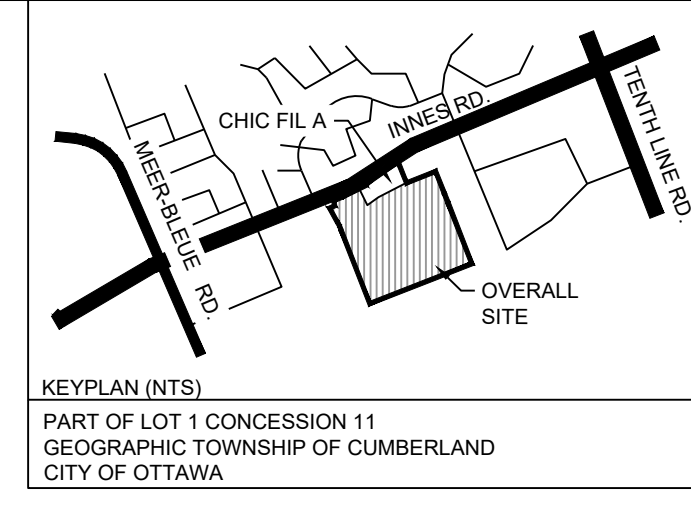 CHIC FIL A
INNES RD.
TENTH LINE RD.
MEER-BLEUE RD.
OVERALL
SITE
KEYPLAN (NTS)
PART OF LOT 1 CONCESSION 11
GEOGRAPHIC TOWNSHIP OF CUMBERLAND
CITY OF OTTAWA